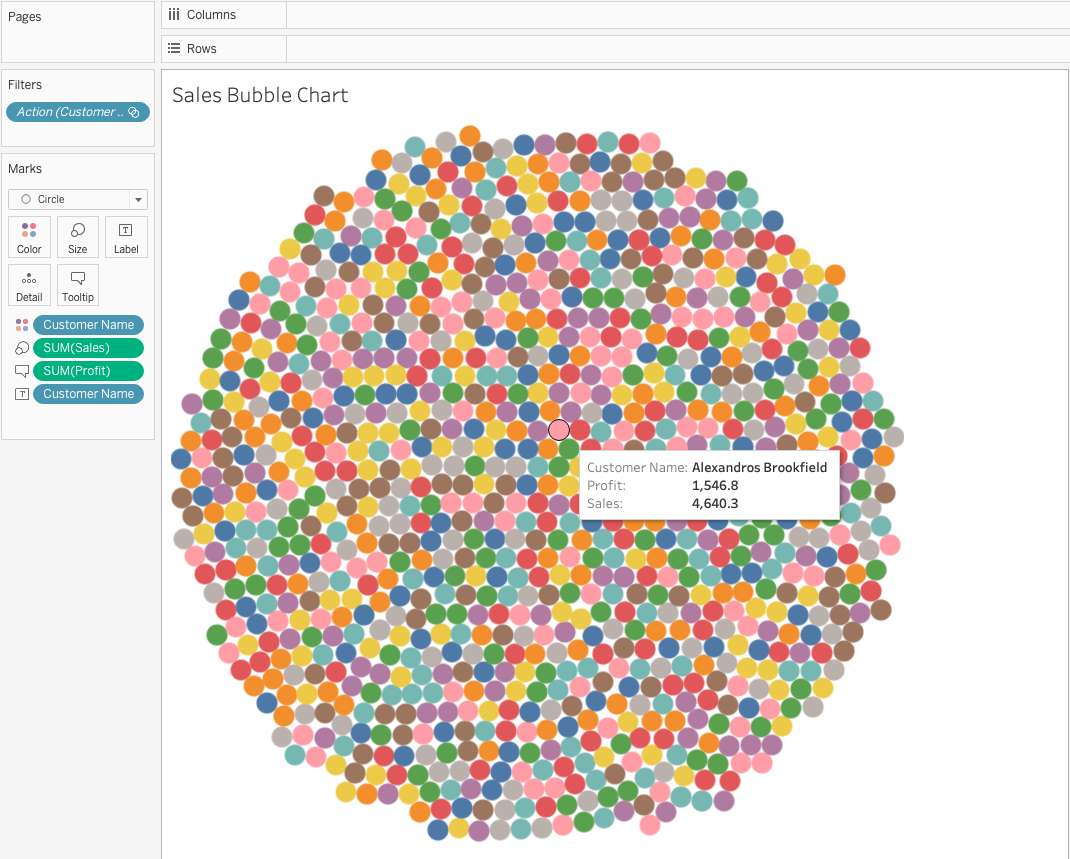 Pages
Columns
Rows
Filters
Action (Customer ..
Marks
Circle
Color
Size
Label
Detail
Tooltip
Customer Name
SUM(Sales)
SUM(Profit)
Customer Name
Sales Bubble Chart
Customer Name: Alexandros Brookfield
Profit: 1,546.8
Sales: 4,640.3